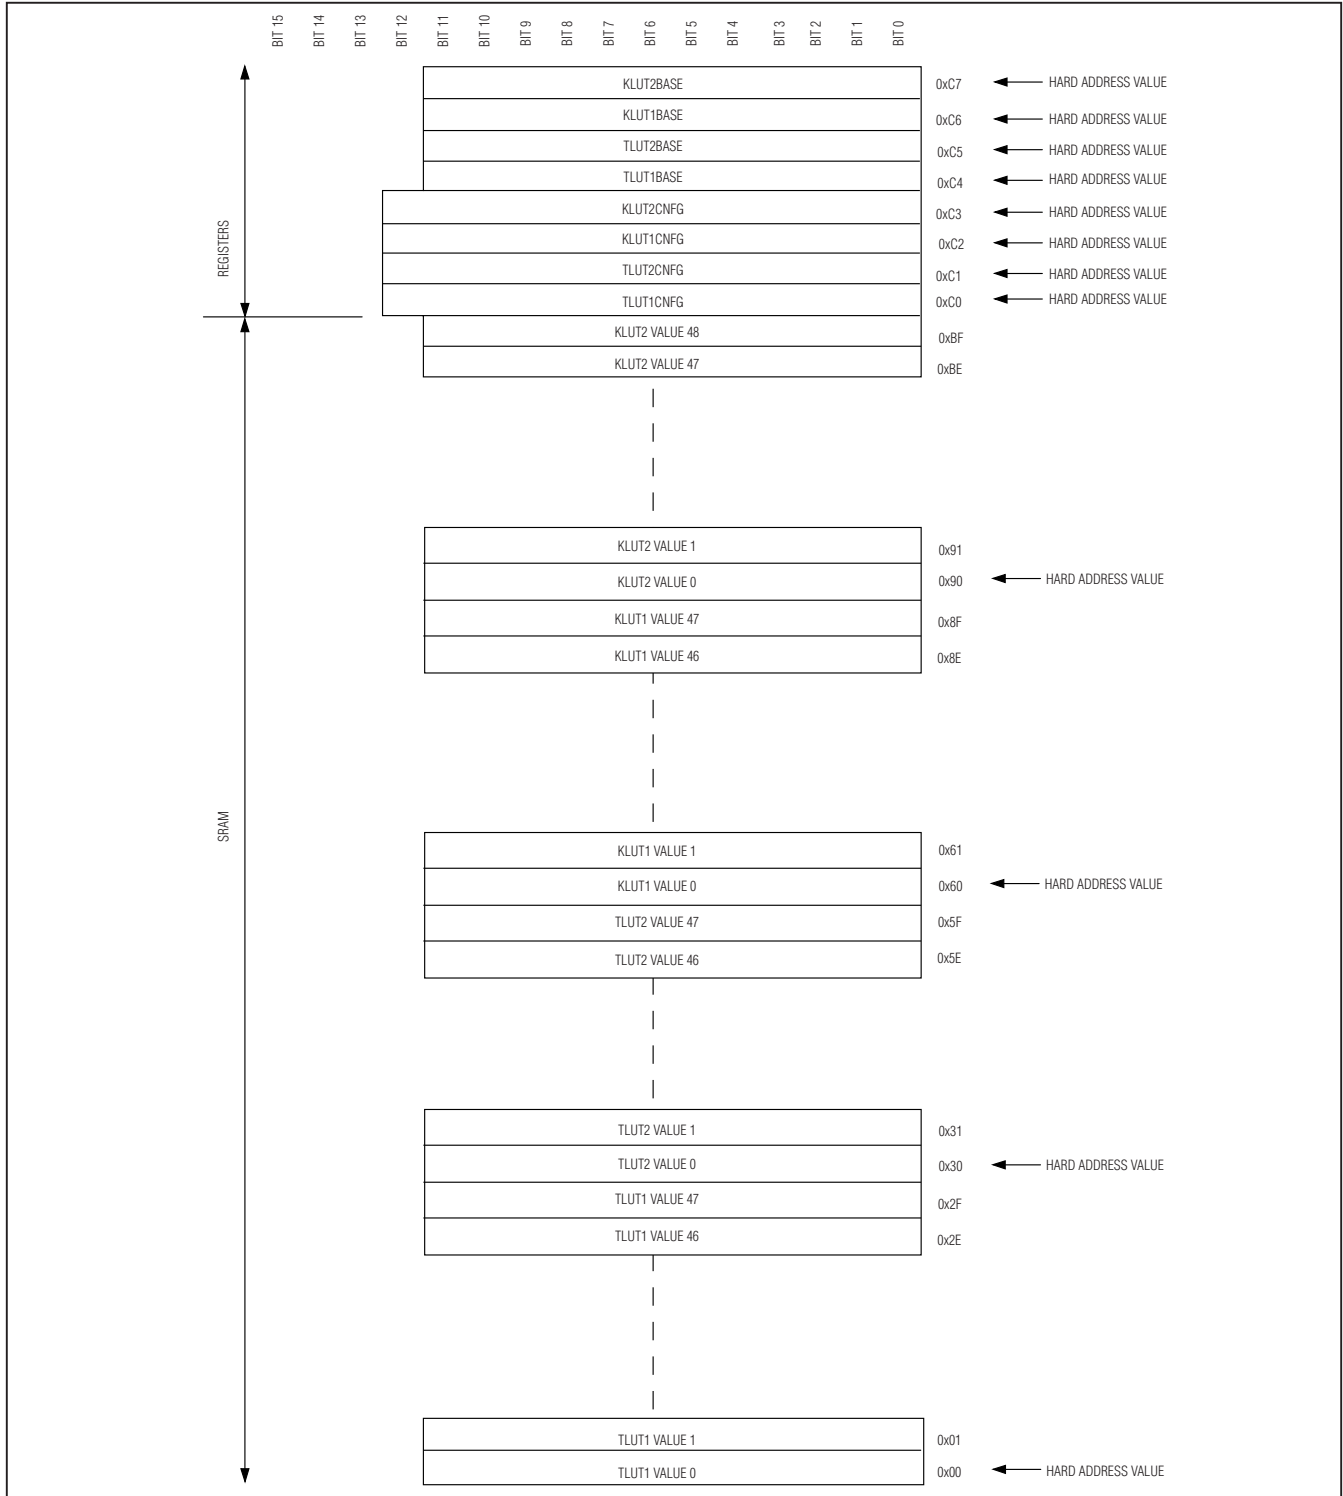 BIT 15 BIT 14 BIT 13 BIT 12 BIT 11 BIT 10 BIT 9 BIT 8 BIT 7 BIT 6 BIT 5 BIT 4 BIT 3 BIT 2 BIT 1 BIT 0
REGISTERS
KLUT2BASE 0xC7 HARD ADDRESS VALUE
KLUT1BASE 0xC6 HARD ADDRESS VALUE
TLUT2BASE 0xC5 HARD ADDRESS VALUE
TLUT1BASE 0xC4 HARD ADDRESS VALUE
KLUT2CNFG 0xC3 HARD ADDRESS VALUE
KLUT1CNFG 0xC2 HARD ADDRESS VALUE
TLUT2CNFG 0xC1 HARD ADDRESS VALUE
TLUT1CNFG 0xC0 HARD ADDRESS VALUE
SRAM
KLUT2 VALUE 48 0xBF
KLUT2 VALUE 47 0xBE
KLUT2 VALUE 1 0x91
KLUT2 VALUE 0 0x90 HARD ADDRESS VALUE
KLUT1 VALUE 47 0x8F
KLUT1 VALUE 46 0x8E
KLUT1 VALUE 1 0x61
KLUT1 VALUE 0 0x60 HARD ADDRESS VALUE
TLUT2 VALUE 47 0x5F
TLUT2 VALUE 46 0x5E
TLUT2 VALUE 1 0x31
TLUT2 VALUE 0 0x30 HARD ADDRESS VALUE
TLUT1 VALUE 47 0x2F
TLUT1 VALUE 46 0x2E
TLUT1 VALUE 1 0x01
TLUT1 VALUE 0 0x00 HARD ADDRESS VALUE